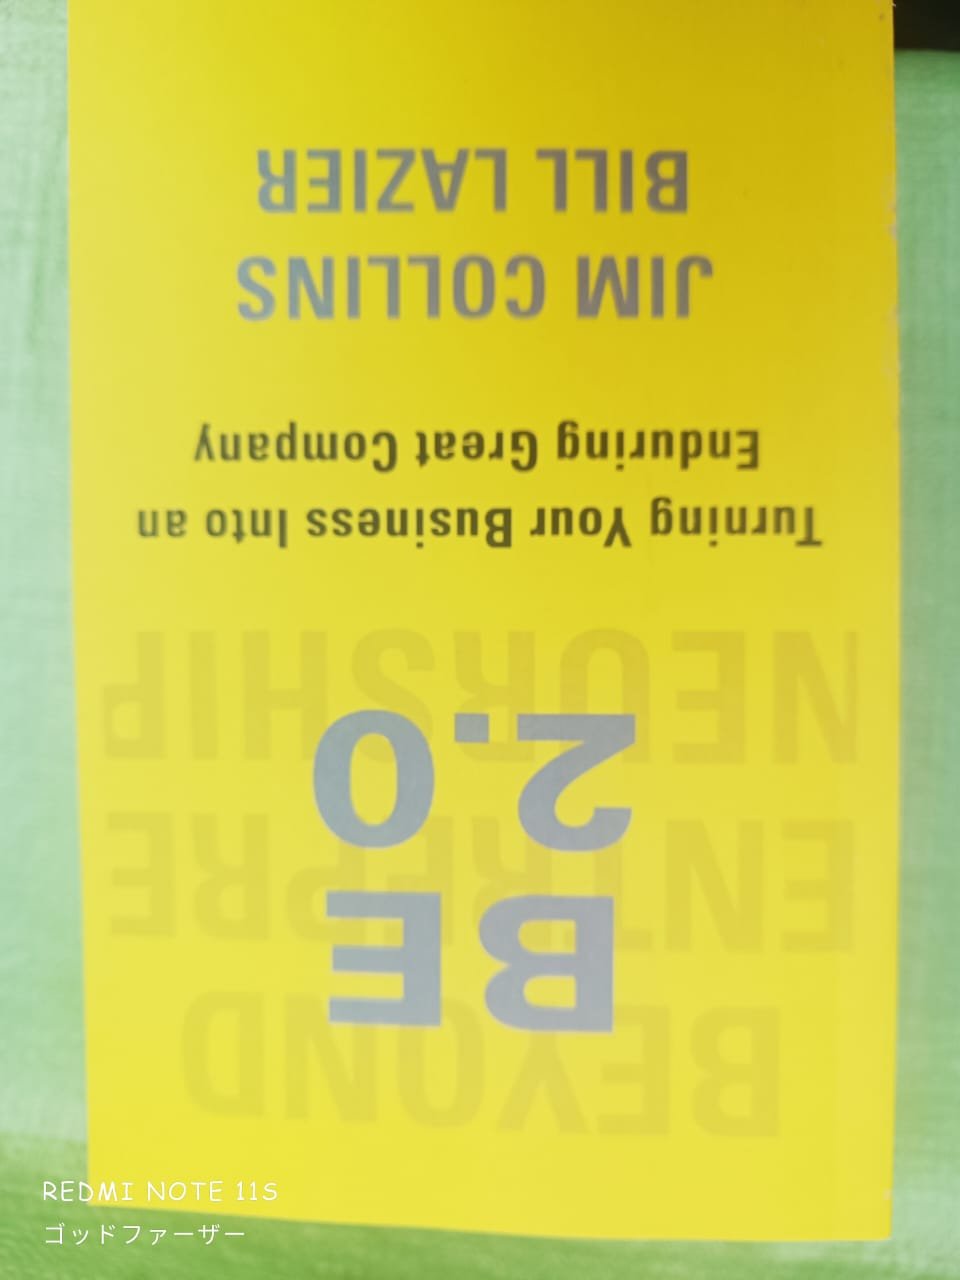 BEYOND
ENTREPRE
NEURSHIP
BE
2.0
Turning Your Business Into an
Enduring Great Company
JIM COLLINS
BILL LAZIER
REDMI NOTE 11S
ゴッドファーザー